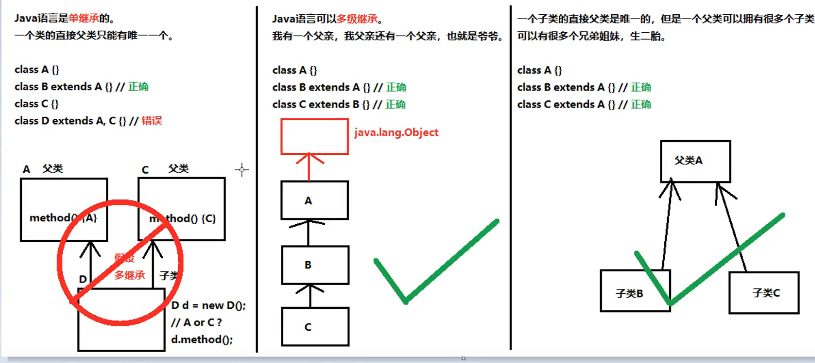 Java语言是单继承的。
一个类的直接父类只能有唯一一个。
class A {}
class B extends A {} // 正确
class C {}
class D extends A, C {} // 错误
A 父类
C 父类
method() (A)
method() (C)
假设
多继承
D
子类
D d = new D();
// A or C ?
d.method();
Java语言可以多级继承。
我有一个父亲，我父亲还有一个父亲，也就是爷爷。
class A {}
class B extends A {} // 正确
class C extends B {} // 正确
java.lang.Object
A
B
C
一个子类的直接父类是唯一的，但是一个父类可以拥有很多个子类
可以有很多个兄弟姐妹，生二胎。
class A {}
class B extends A {} // 正确
class C extends A {} // 正确
父类A
子类B
子类C